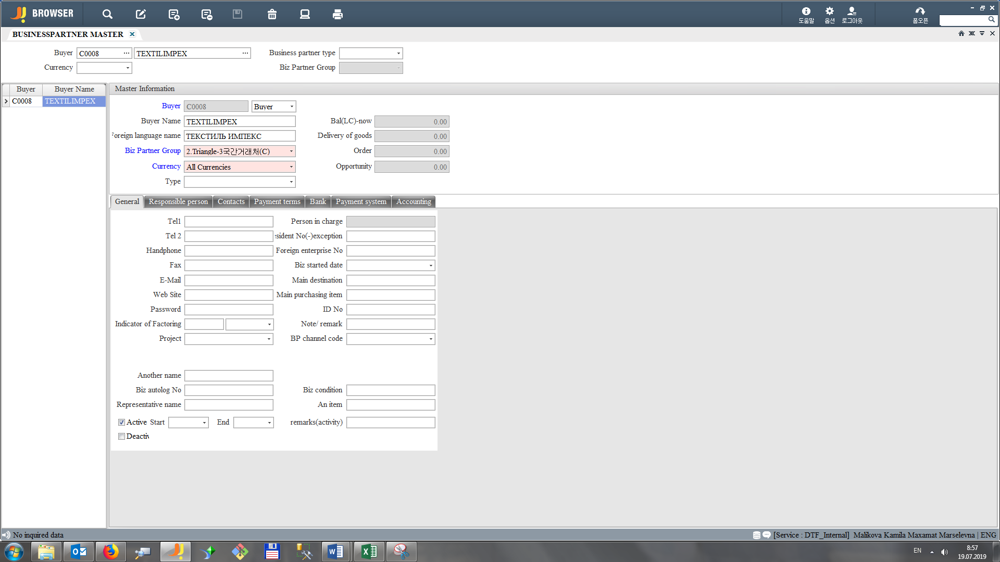 BROWSER
도움말 옵션 로그아웃 폼오픈
BUSINESSPARTNER MASTER
Buyer C0008 ... TEXTILIMPEX ... Business partner type
Currency Biz Partner Group
Buyer Buyer Name
C0008 TEXTILIMPEX
Master Information
Buyer C0008 Buyer
Buyer Name TEXTILIMPEX Bal(LC)-now 0.00
Foreign language name ТЕКСТИЛЬ ИМПЕКС Delivery of goods 0.00
Biz Partner Group 2.Triangle-3국간거래처(C) Order 0.00
Currency All Currencies Opportunity 0.00
Type
General Responsible person Contacts Payment terms Bank Payment system Accounting
Tel1 Person in charge
Tel 2 esident No(-)exception
Handphone Foreign enterprise No
Fax Biz started date
E-Mail Main destination
Web Site Main purchasing item
Password ID No
Indicator of Factoring Note/ remark
Project BP channel code
Another name
Biz autolog No Biz condition
Representative name An item
Active Start End remarks(activity)
Deactiv
No inquired data [Service : DTF_Internal] Malikova Kamila Maxamat Marselevna | ENG
EN 8:57
19.07.2019